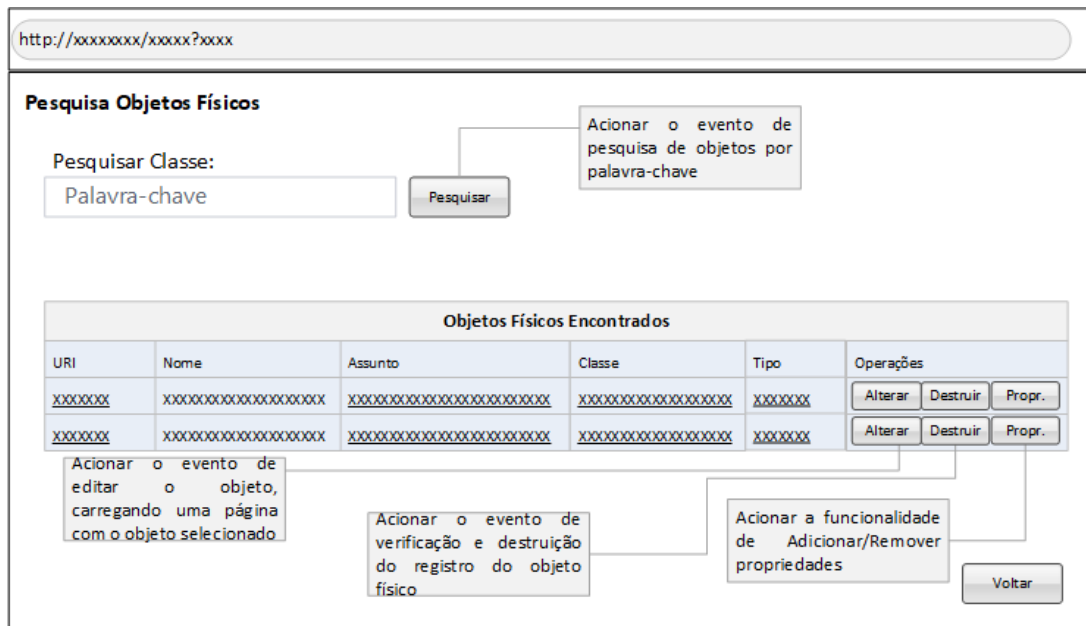 http://xxxxxxxx/xxxxx?xxxx
Pesquisa Objetos Físicos
Acionar o evento de
pesquisa de objetos por
palavra-chave
Pesquisar Classe:
Palavra-chave
Pesquisar
Objetos Físicos Encontrados
URI Nome Assunto Classe Tipo Operações
XXXXXXX XXXXXXXXXXXXXXXXXXXX XXXXXXXXXXXXXXXXXXXXXXXXX XXXXXXXXXXXXXXXXXXX XXXXXXX Alterar Destruir Propr.
XXXXXXX XXXXXXXXXXXXXXXXXXXX XXXXXXXXXXXXXXXXXXXXXXXXX XXXXXXXXXXXXXXXXXXX XXXXXXX Alterar Destruir Propr.
Acionar o evento de
editar o objeto,
carregando uma página
com o objeto selecionado
Acionar o evento de
verificação e destruição
do registro do objeto
físico
Acionar a funcionalidade
de Adicionar/Remover
propriedades
Voltar